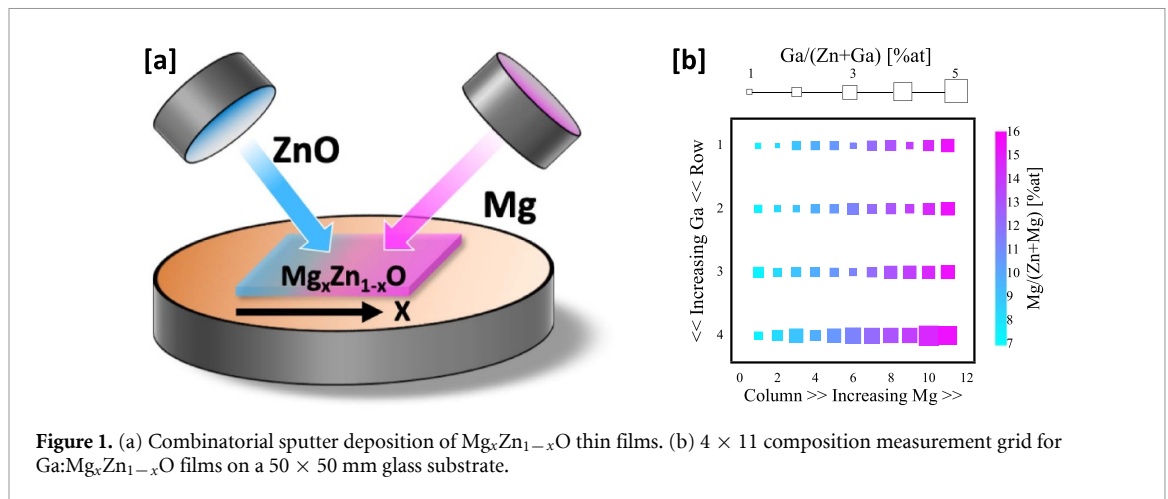 [a]
ZnO
Mg
MgxZn1-xO
X
[b]
Ga/(Zn+Ga) [%at]
1 3 5
<< Increasing Ga << Row
1
2
3
4
0 2 4 6 8 10 12
Column >> Increasing Mg >>
16
15
14
13
12
11
10
9
8
7
Mg/(Zn+Mg) [%at]
Figure 1. (a) Combinatorial sputter deposition of MgxZn1−xO thin films. (b) 4 × 11 composition measurement grid for
Ga:MgxZn1−xO films on a 50 × 50 mm glass substrate.